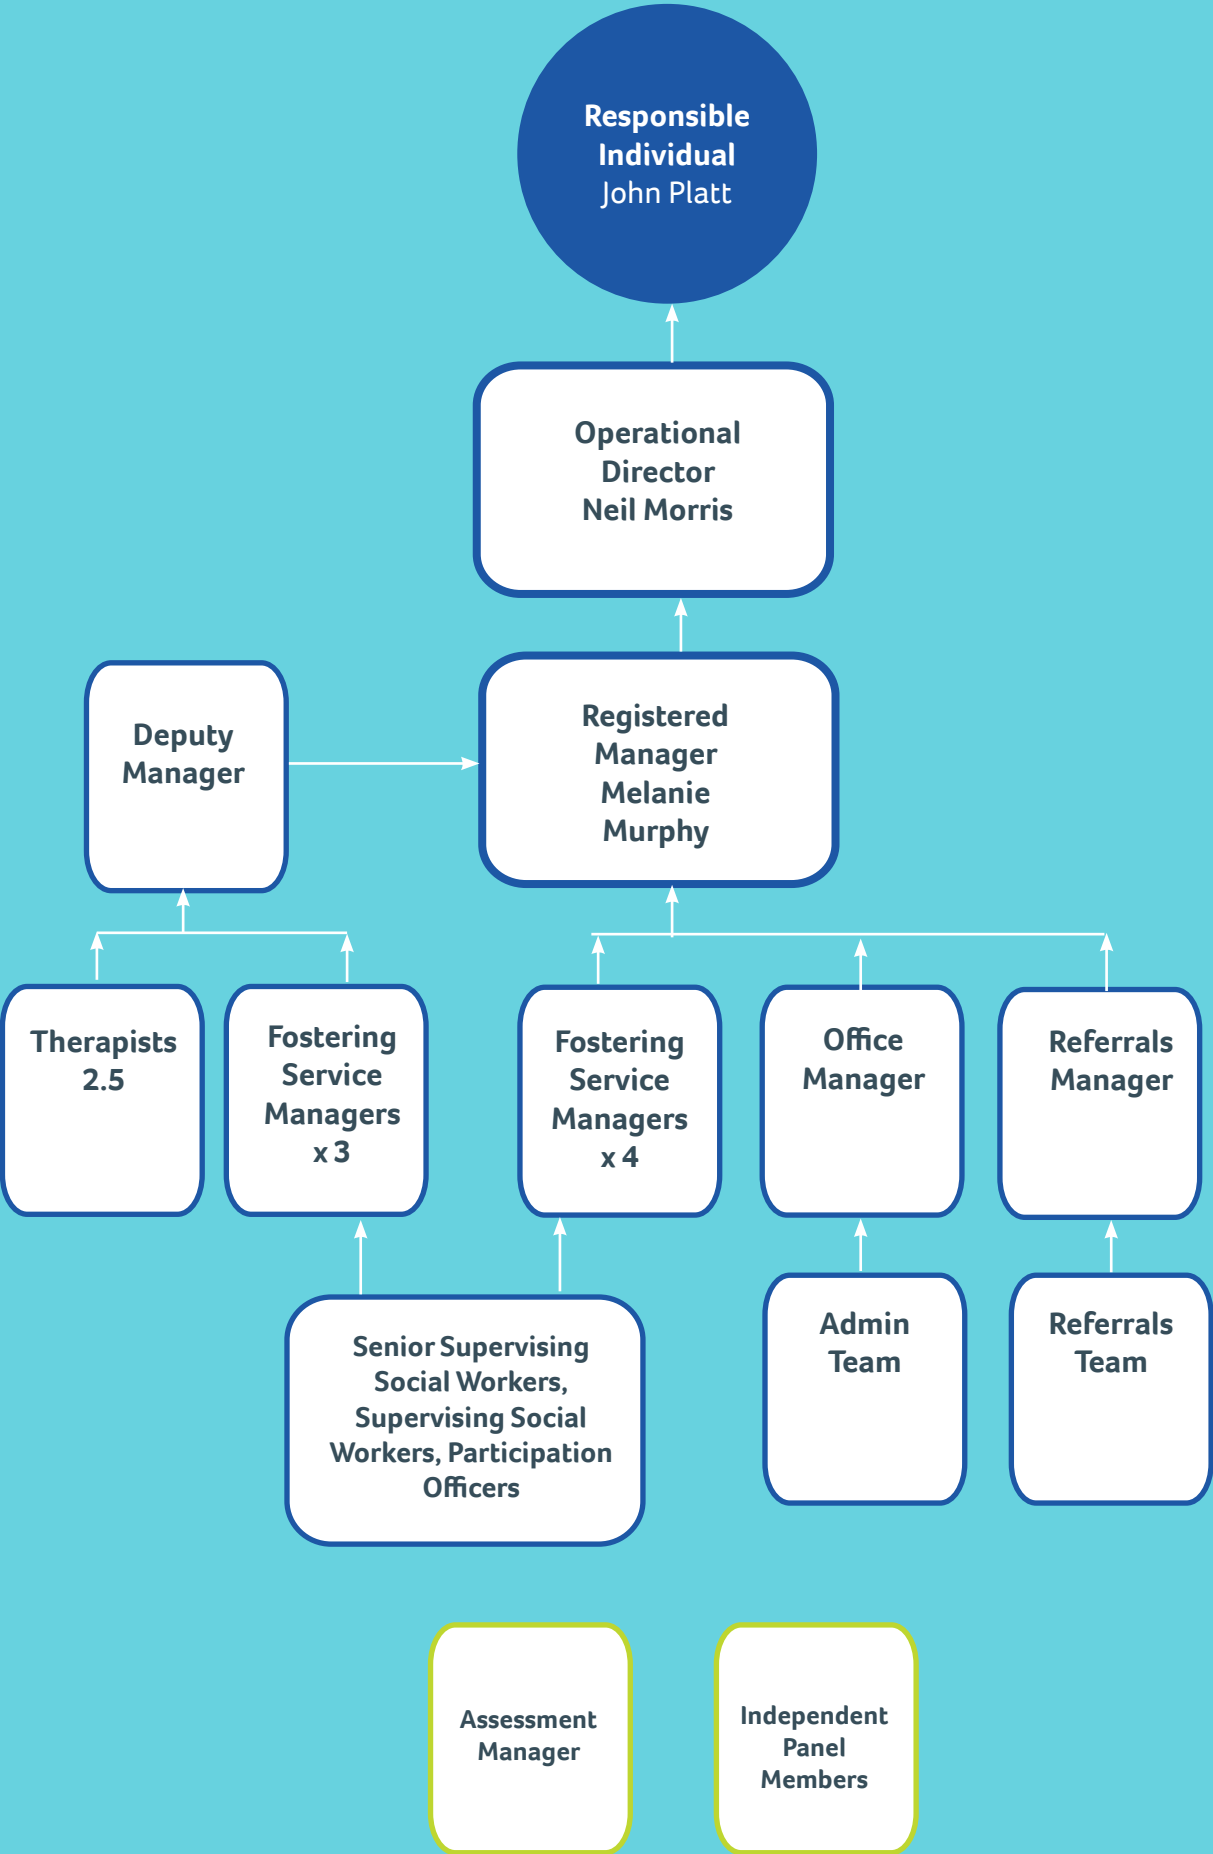 Responsible
Individual
John Platt
Operational
Director
Neil Morris
Deputy
Manager
Registered
Manager
Melanie
Murphy
Therapists
2.5
Fostering
Service
Managers
x 3
Fostering
Service
Managers
x 4
Office
Manager
Referrals
Manager
Senior Supervising
Social Workers,
Supervising Social
Workers, Participation
Officers
Admin
Team
Referrals
Team
Assessment
Manager
Independent
Panel
Members